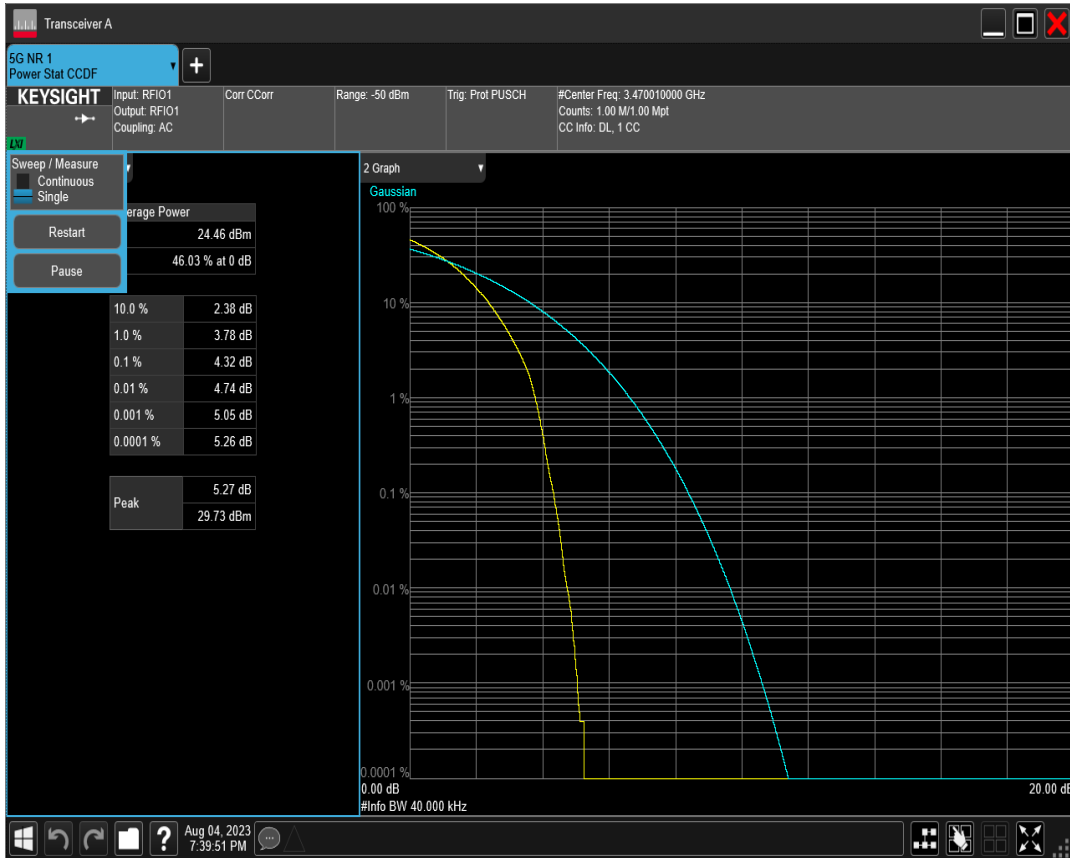 Transceiver A
5G NR 1
Power Stat CCDF
+
KEYSIGHT
LXI
Input: RFIO1
Output: RFIO1
Coupling: AC
Corr CCorr
Range: -50 dBm
Trig: Prot PUSCH
#Center Freq: 3.470010000 GHz
Counts: 1.00 M/1.00 Mpt
CC Info: DL, 1 CC
Sweep / Measure
Continuous
Single
Restart
Pause
erage Power
24.46 dBm
46.03 % at 0 dB
10.0 % 2.38 dB
1.0 % 3.78 dB
0.1 % 4.32 dB
0.01 % 4.74 dB
0.001 % 5.05 dB
0.0001 % 5.26 dB
Peak
5.27 dB
29.73 dBm
2 Graph
Gaussian
100 %
10 %
1 %
0.1 %
0.01 %
0.001 %
0.0001 %
0.00 dB
20.00 dB
#Info BW 40.000 kHz
?
Aug 04, 2023
7:39:51 PM